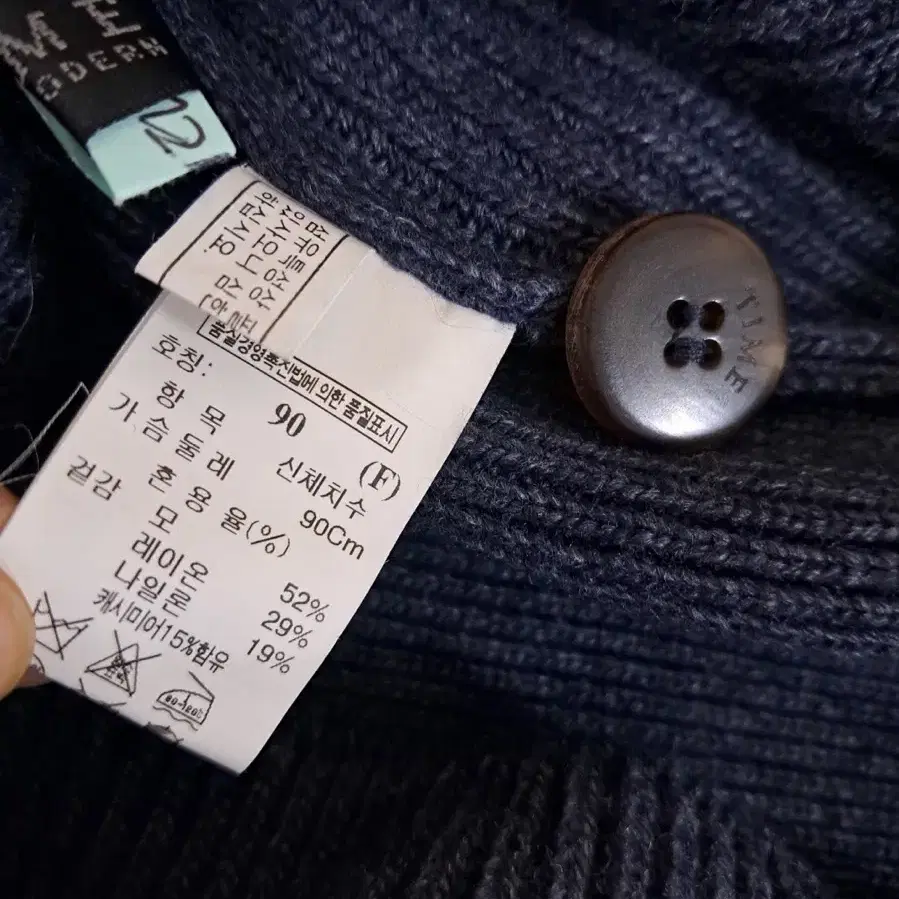 ME
MODERN
2
TIME
품질경영촉진법에 의한 품질표시
호칭: 90 (F)
항 목 신체치수
가 슴 둘 레 90Cm
겉감 혼 용 율(%)
모 52%
레이온 29%
나일론 19%
캐시미어15%함유